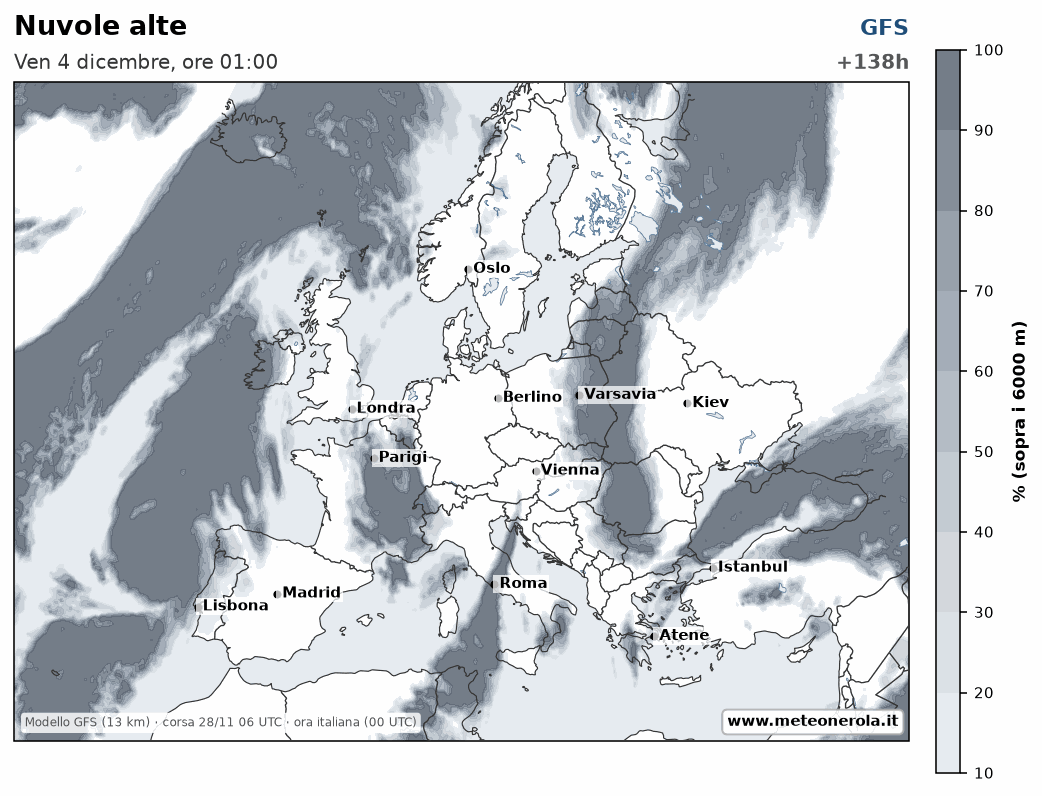 Nuvole alte
GFS
Ven 4 dicembre, ore 01:00
+138h
Oslo
Londra
Berlino
Varsavia
Kiev
Parigi
Vienna
Istanbul
Roma
Madrid
Lisbona
Atene
Modello GFS (13 km) · corsa 28/11 06 UTC · ora italiana (00 UTC)
www.meteonerola.it
100
90
80
70
60
50
40
30
20
10
% (sopra i 6000 m)